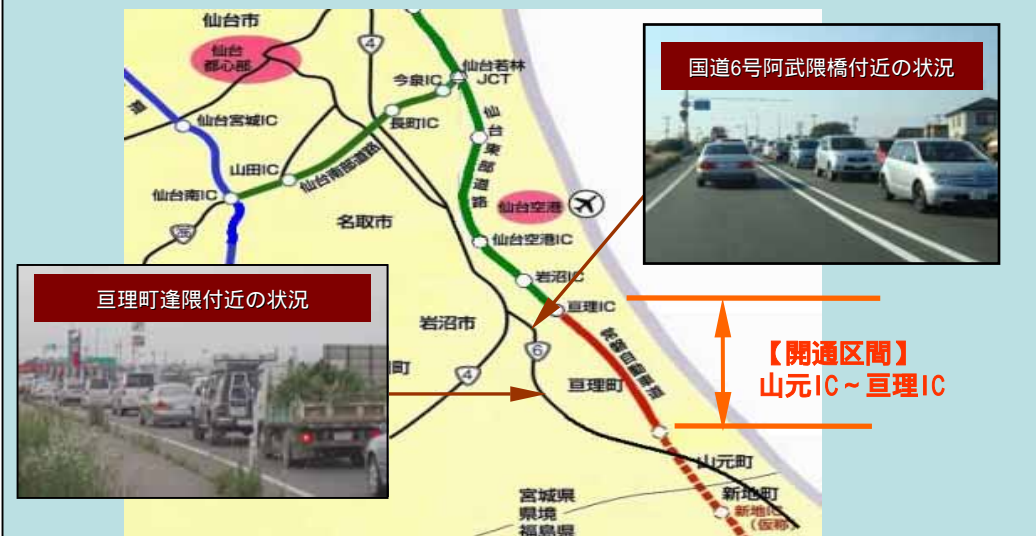 仙台市
仙台
都心部
4
今泉IC
仙台若林
JCT
国道6号阿武隈橋付近の状況
仙台宮城IC
長町IC
仙台東部道路
山田IC
仙台南部道路
仙台南IC
仙台空港
名取市
仙台空港IC
岩沼IC
亘理町逢隈付近の状況
亘理IC
岩沼市
常磐自動車道
6
【開通区間】
山元IC~亘理IC
町
4
亘理町
山元町
宮城県
県境
福島県
新地町
新地IC
(仮称)